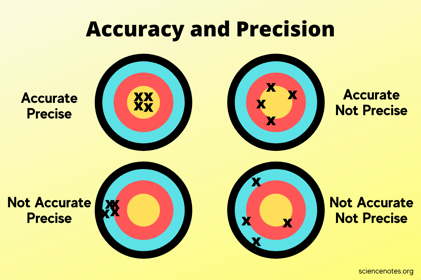 Accuracy and Precision
Accurate
Precise
Accurate
Not Precise
Not Accurate
Precise
Not Accurate
Not Precise
sciencenotes.org